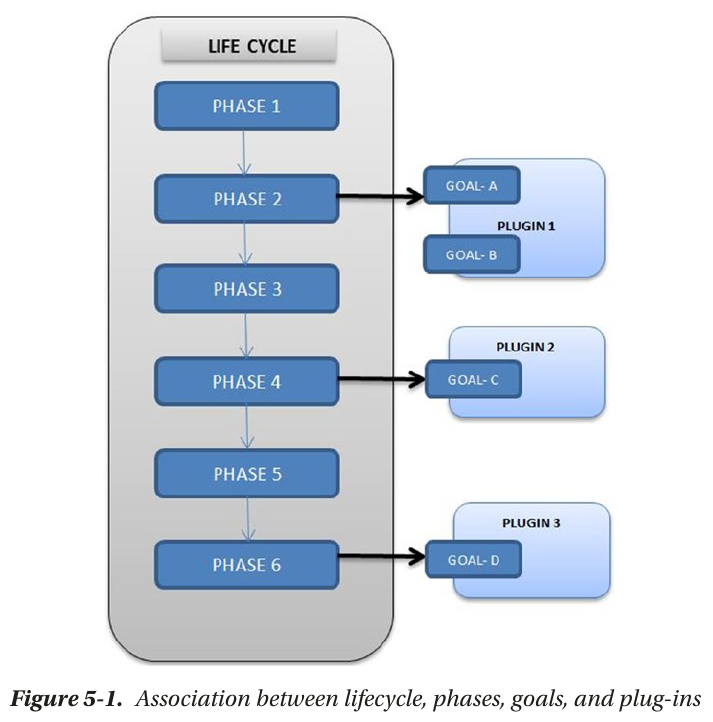 LIFE CYCLE
PHASE 1
PHASE 2
GOAL- A
PLUGIN 1
GOAL- B
PHASE 3
PLUGIN 2
PHASE 4
GOAL- C
PHASE 5
PLUGIN 3
PHASE 6
GOAL- D
Figure 5-1. Association between lifecycle, phases, goals, and plug-ins